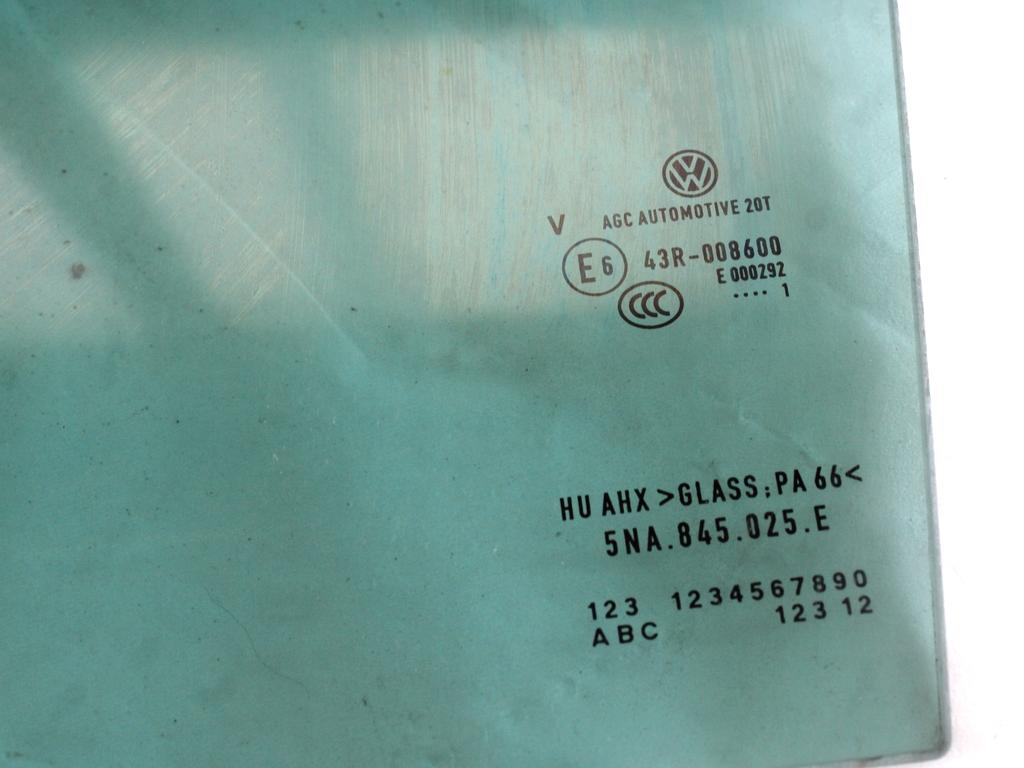 VW
V AGC AUTOMOTIVE 20T
E6 43R-008600
E 000292
CCC .... 1
HU AHX >GLASS;PA 66<
5NA.845.025.E
123 1234567890
ABC 123 12